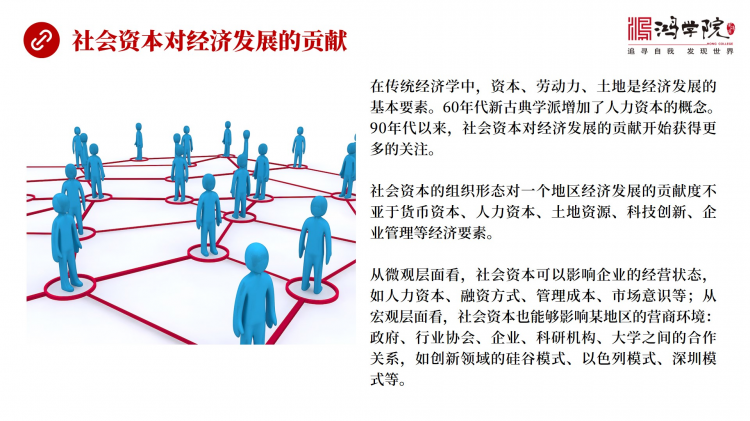 社会资本对经济发展的贡献
鸿学院
追寻自我 发现世界
在传统经济学中，资本、劳动力、土地是经济发展的
基本要素。60年代新古典学派增加了人力资本的概念。
90年代以来，社会资本对经济发展的贡献开始获得更
多的关注。
社会资本的组织形态对一个地区经济发展的贡献度不
亚于货币资本、人力资本、土地资源、科技创新、企
业管理等经济要素。
从微观层面看，社会资本可以影响企业的经营状态，
如人力资本、融资方式、管理成本、市场意识等；从
宏观层面看，社会资本也能够影响某地区的营商环境：
政府、行业协会、企业、科研机构、大学之间的合作
关系，如创新领域的硅谷模式、以色列模式、深圳模
式等。